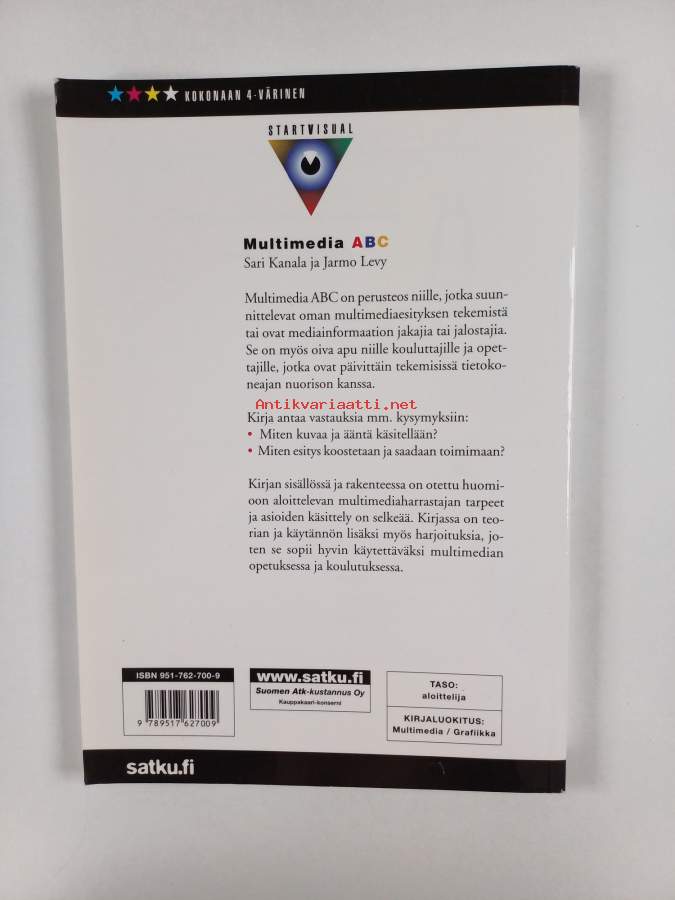 KOKONAAN 4-VÄRINEN
STARTVISUAL
Multimedia ABC
Sari Kanala ja Jarmo Levy
Multimedia ABC on perusteos niille, jotka suun-
nittelevat oman multimediaesityksen tekemistä
tai ovat mediainformaation jakajia tai jalostajia.
Se on myös oiva apu niille kouluttajille ja opet-
tajille, jotka ovat päivittäin tekemisissä tietoko-
neajan nuorison kanssa.
Antikvariaatti.net
Kirja antaa vastauksia mm. kysymyksiin:
• Miten kuvaa ja ääntä käsitellään?
• Miten esitys koostetaan ja saadaan toimimaan?
Kirjan sisällössä ja rakenteessa on otettu huomi-
oon aloittelevan multimediaharrastajan tarpeet
ja asioiden käsittely on selkeää. Kirjassa on teo-
rian ja käytännön lisäksi myös harjoituksia, jo-
ten se sopii hyvin käytettäväksi multimedian
opetuksessa ja koulutuksessa.
ISBN 951-762-700-9
9 789517 627009
www.satku.fi
Suomen Atk-kustannus Oy
Kauppakaari-konserni
TASO:
aloittelija
KIRJALUOKITUS:
Multimedia / Grafiikka
satku.fi